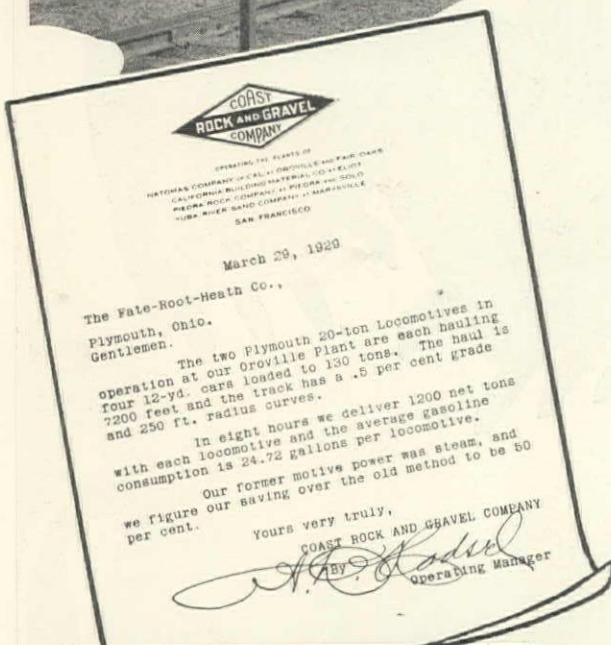 COAST
ROCK AND GRAVEL
COMPANY
OPERATING THE PLANTS OF
NATOMAS COMPANY OF CAL. AT OROVILLE AND FAIR OAKS
CALIFORNIA BUILDING MATERIAL CO. AT ELIOT
PIEDRA ROCK COMPANY AT PIEDRA AND SOLO
YUBA RIVER SAND COMPANY AT MARYSVILLE
SAN FRANCISCO
March 29, 1929
The Fate-Root-Heath Co.,
Plymouth, Ohio.
Gentlemen.
The two Plymouth 20-ton Locomotives in
operation at our Oroville Plant are each hauling
four 12-yd. cars loaded to 130 tons. The haul is
7200 feet and the track has a .5 per cent grade
and 250 ft. radius curves.
In eight hours we deliver 1200 net tons
with each locomotive and the average gasoline
consumption is 24.72 gallons per locomotive.
Our former motive power was steam, and
we figure our saving over the old method to be 50
per cent.
Yours very truly,
COAST ROCK AND GRAVEL COMPANY
By
Operating Manager